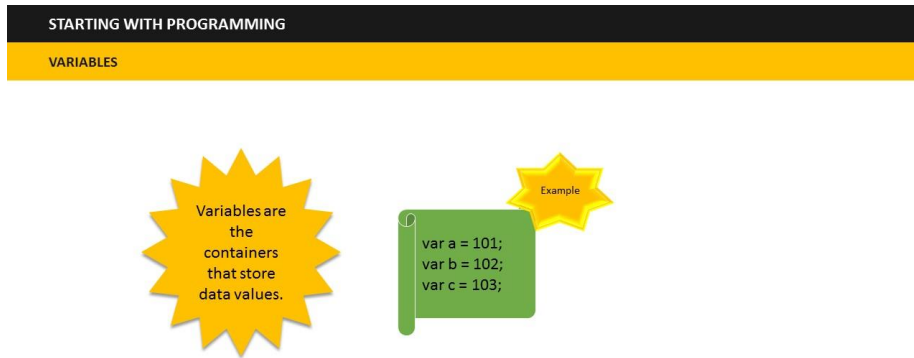 STARTING WITH PROGRAMMING
VARIABLES
Variables are
the
containers
that store
data values.
Example
var a = 101;
var b = 102;
var c = 103;